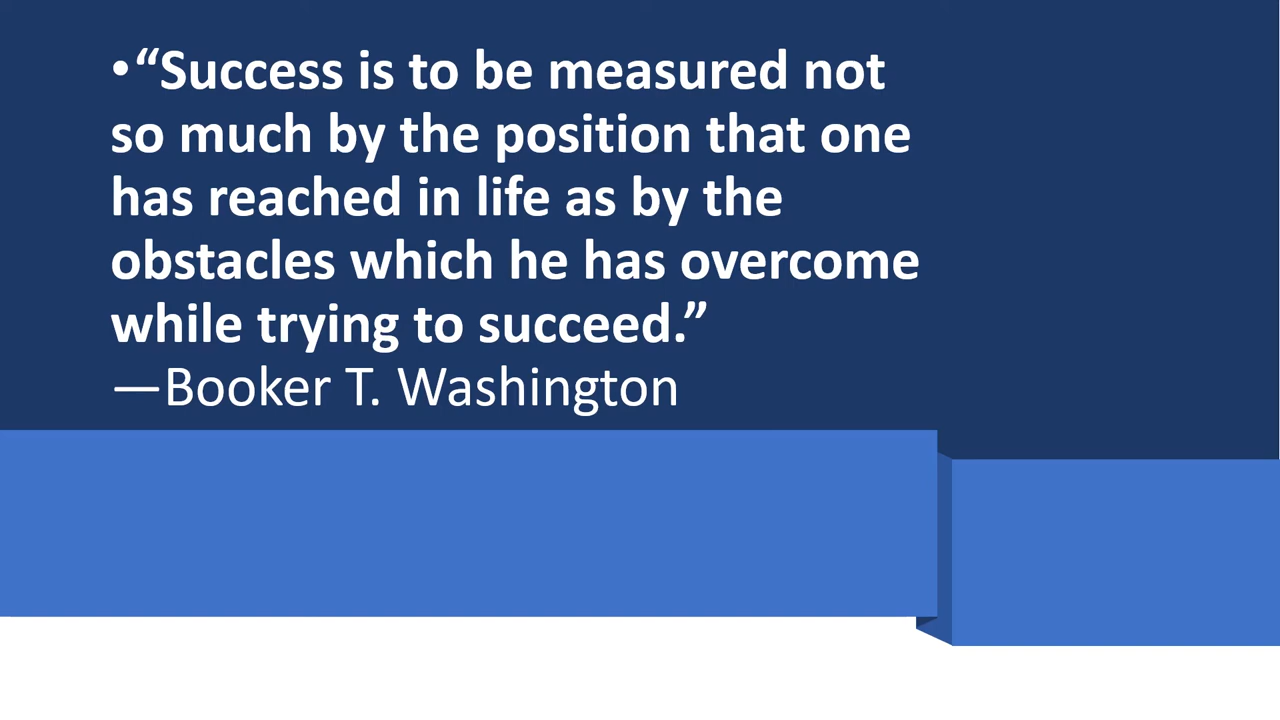 •“Success is to be measured not
so much by the position that one
has reached in life as by the
obstacles which he has overcome
while trying to succeed.”
—Booker T. Washington